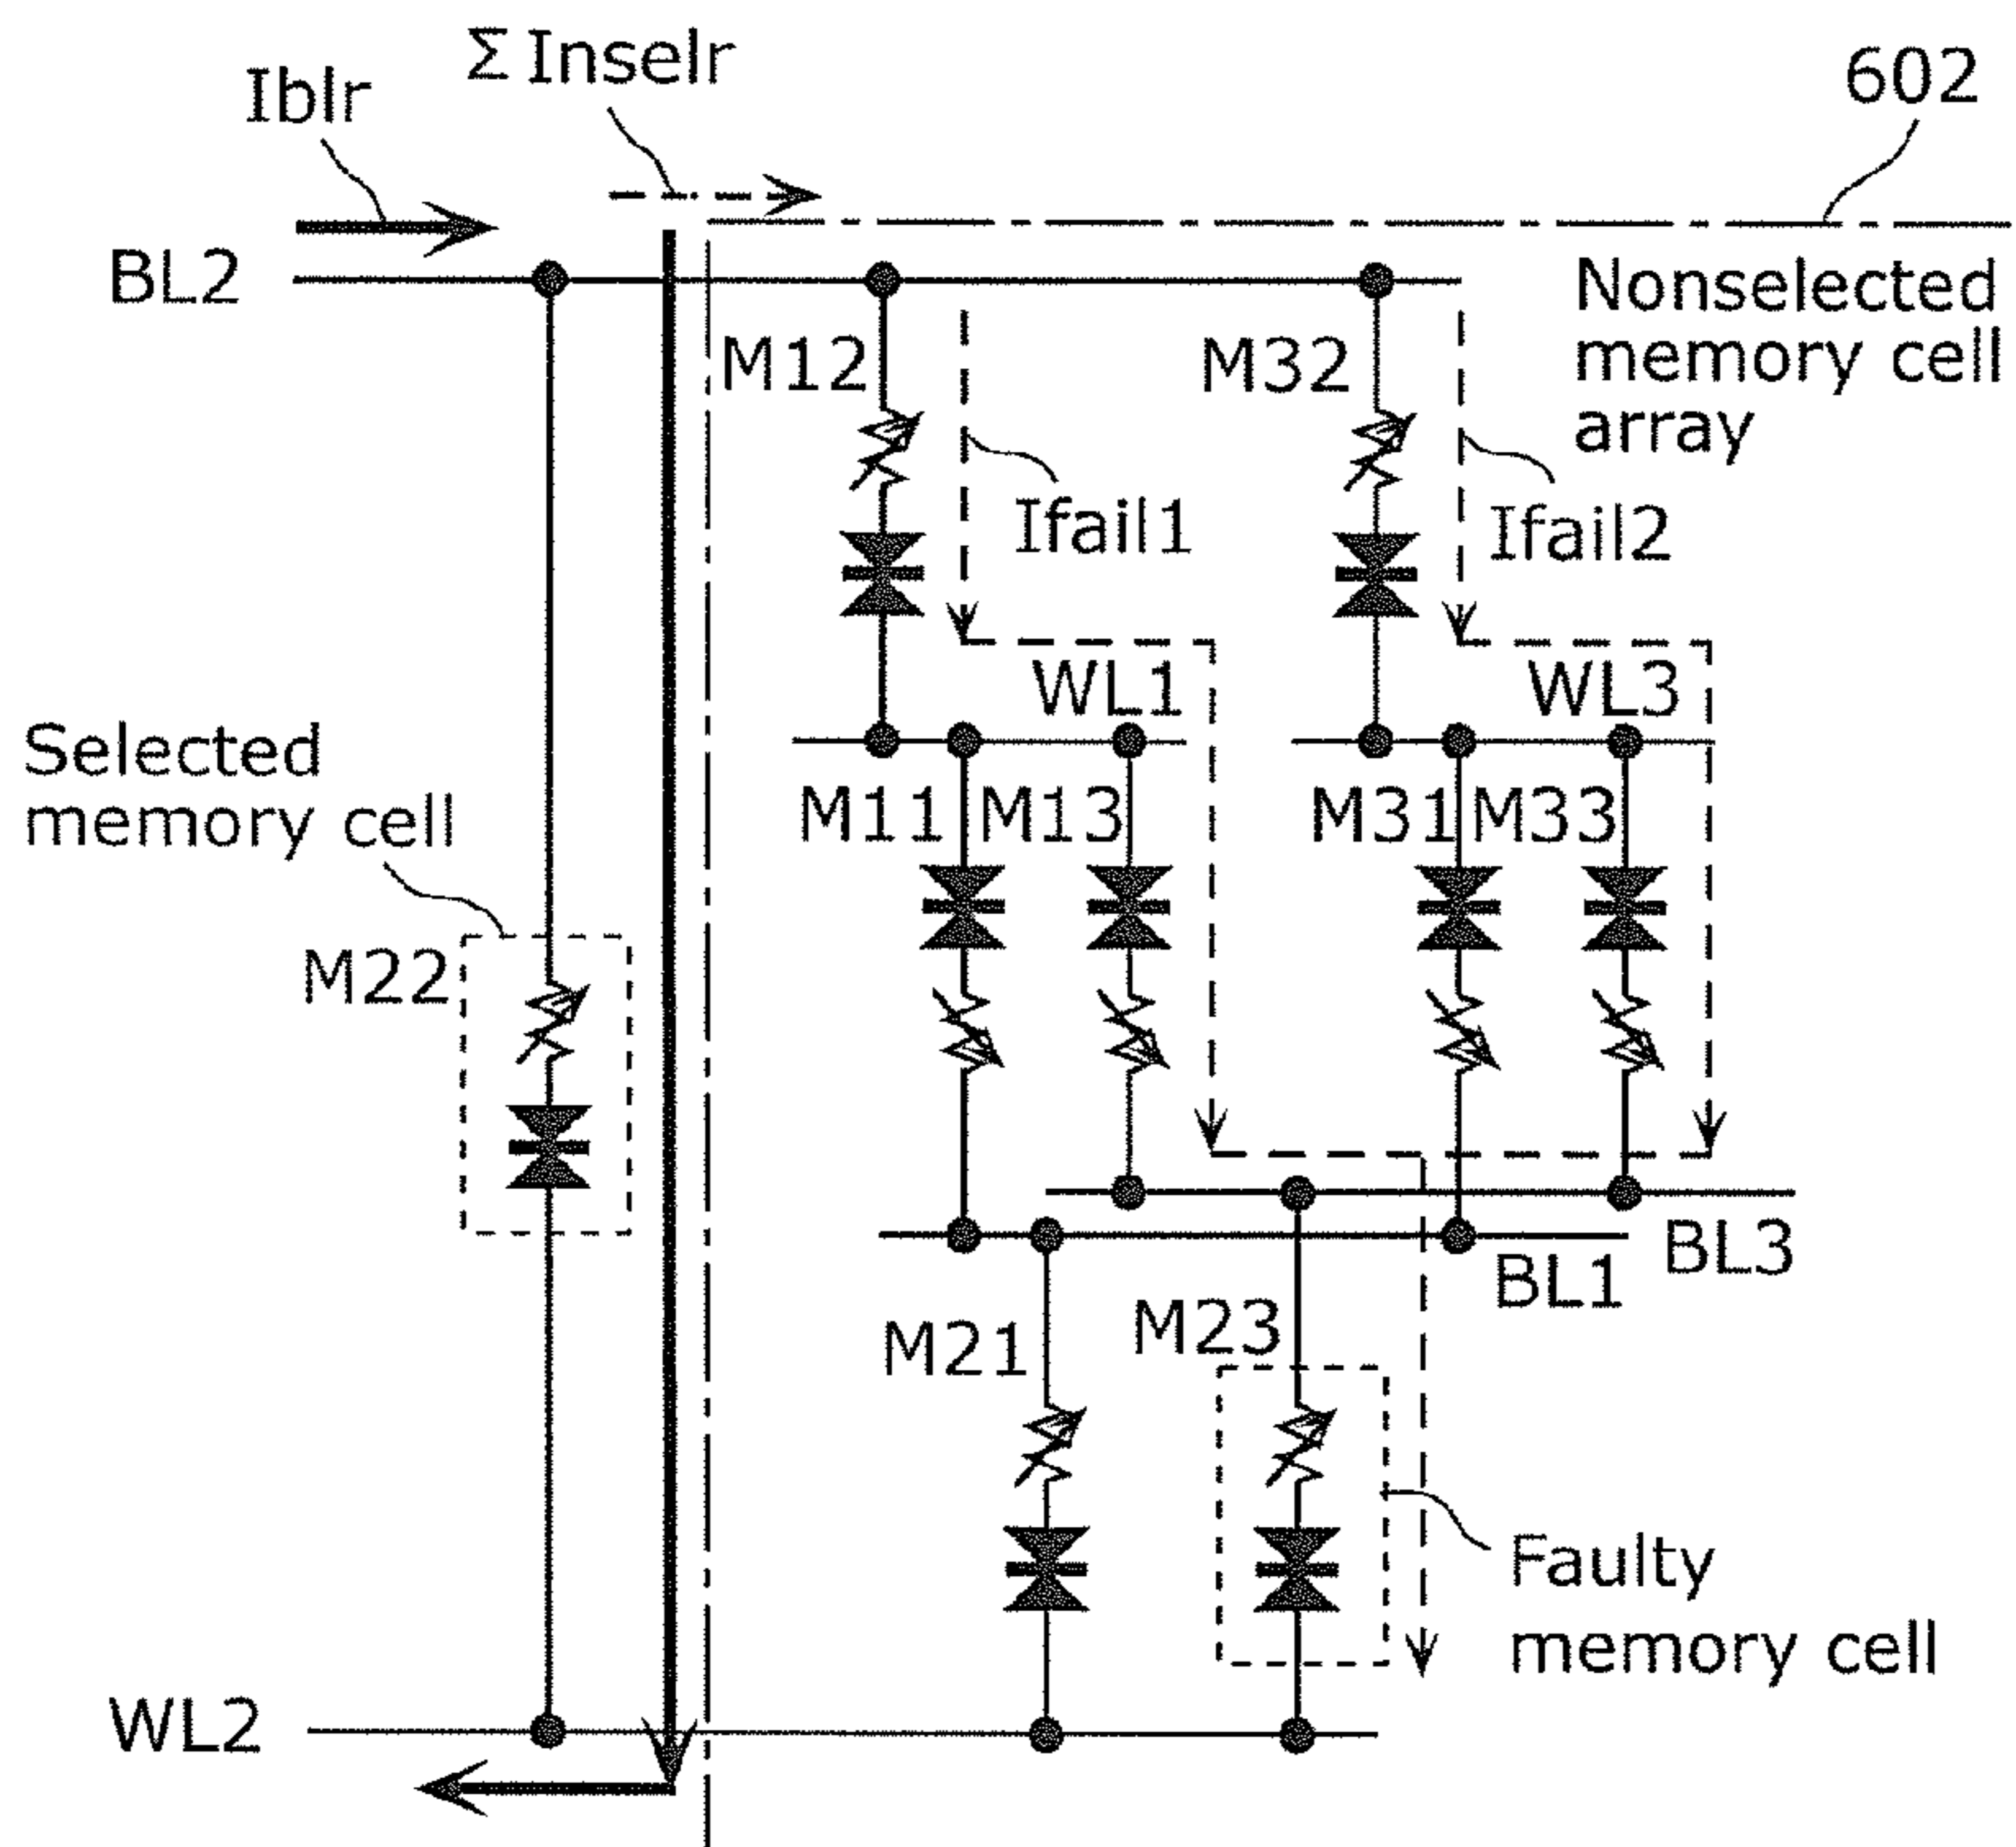 Σ Inselr
Iblr
602
BL2
Nonselected
memory cell
array
M12
M32
Ifail1
Ifail2
WL1
WL3
Selected
memory cell
M11
M13
M31
M33
M22
BL3
BL1
M23
M21
Faulty
memory cell
WL2